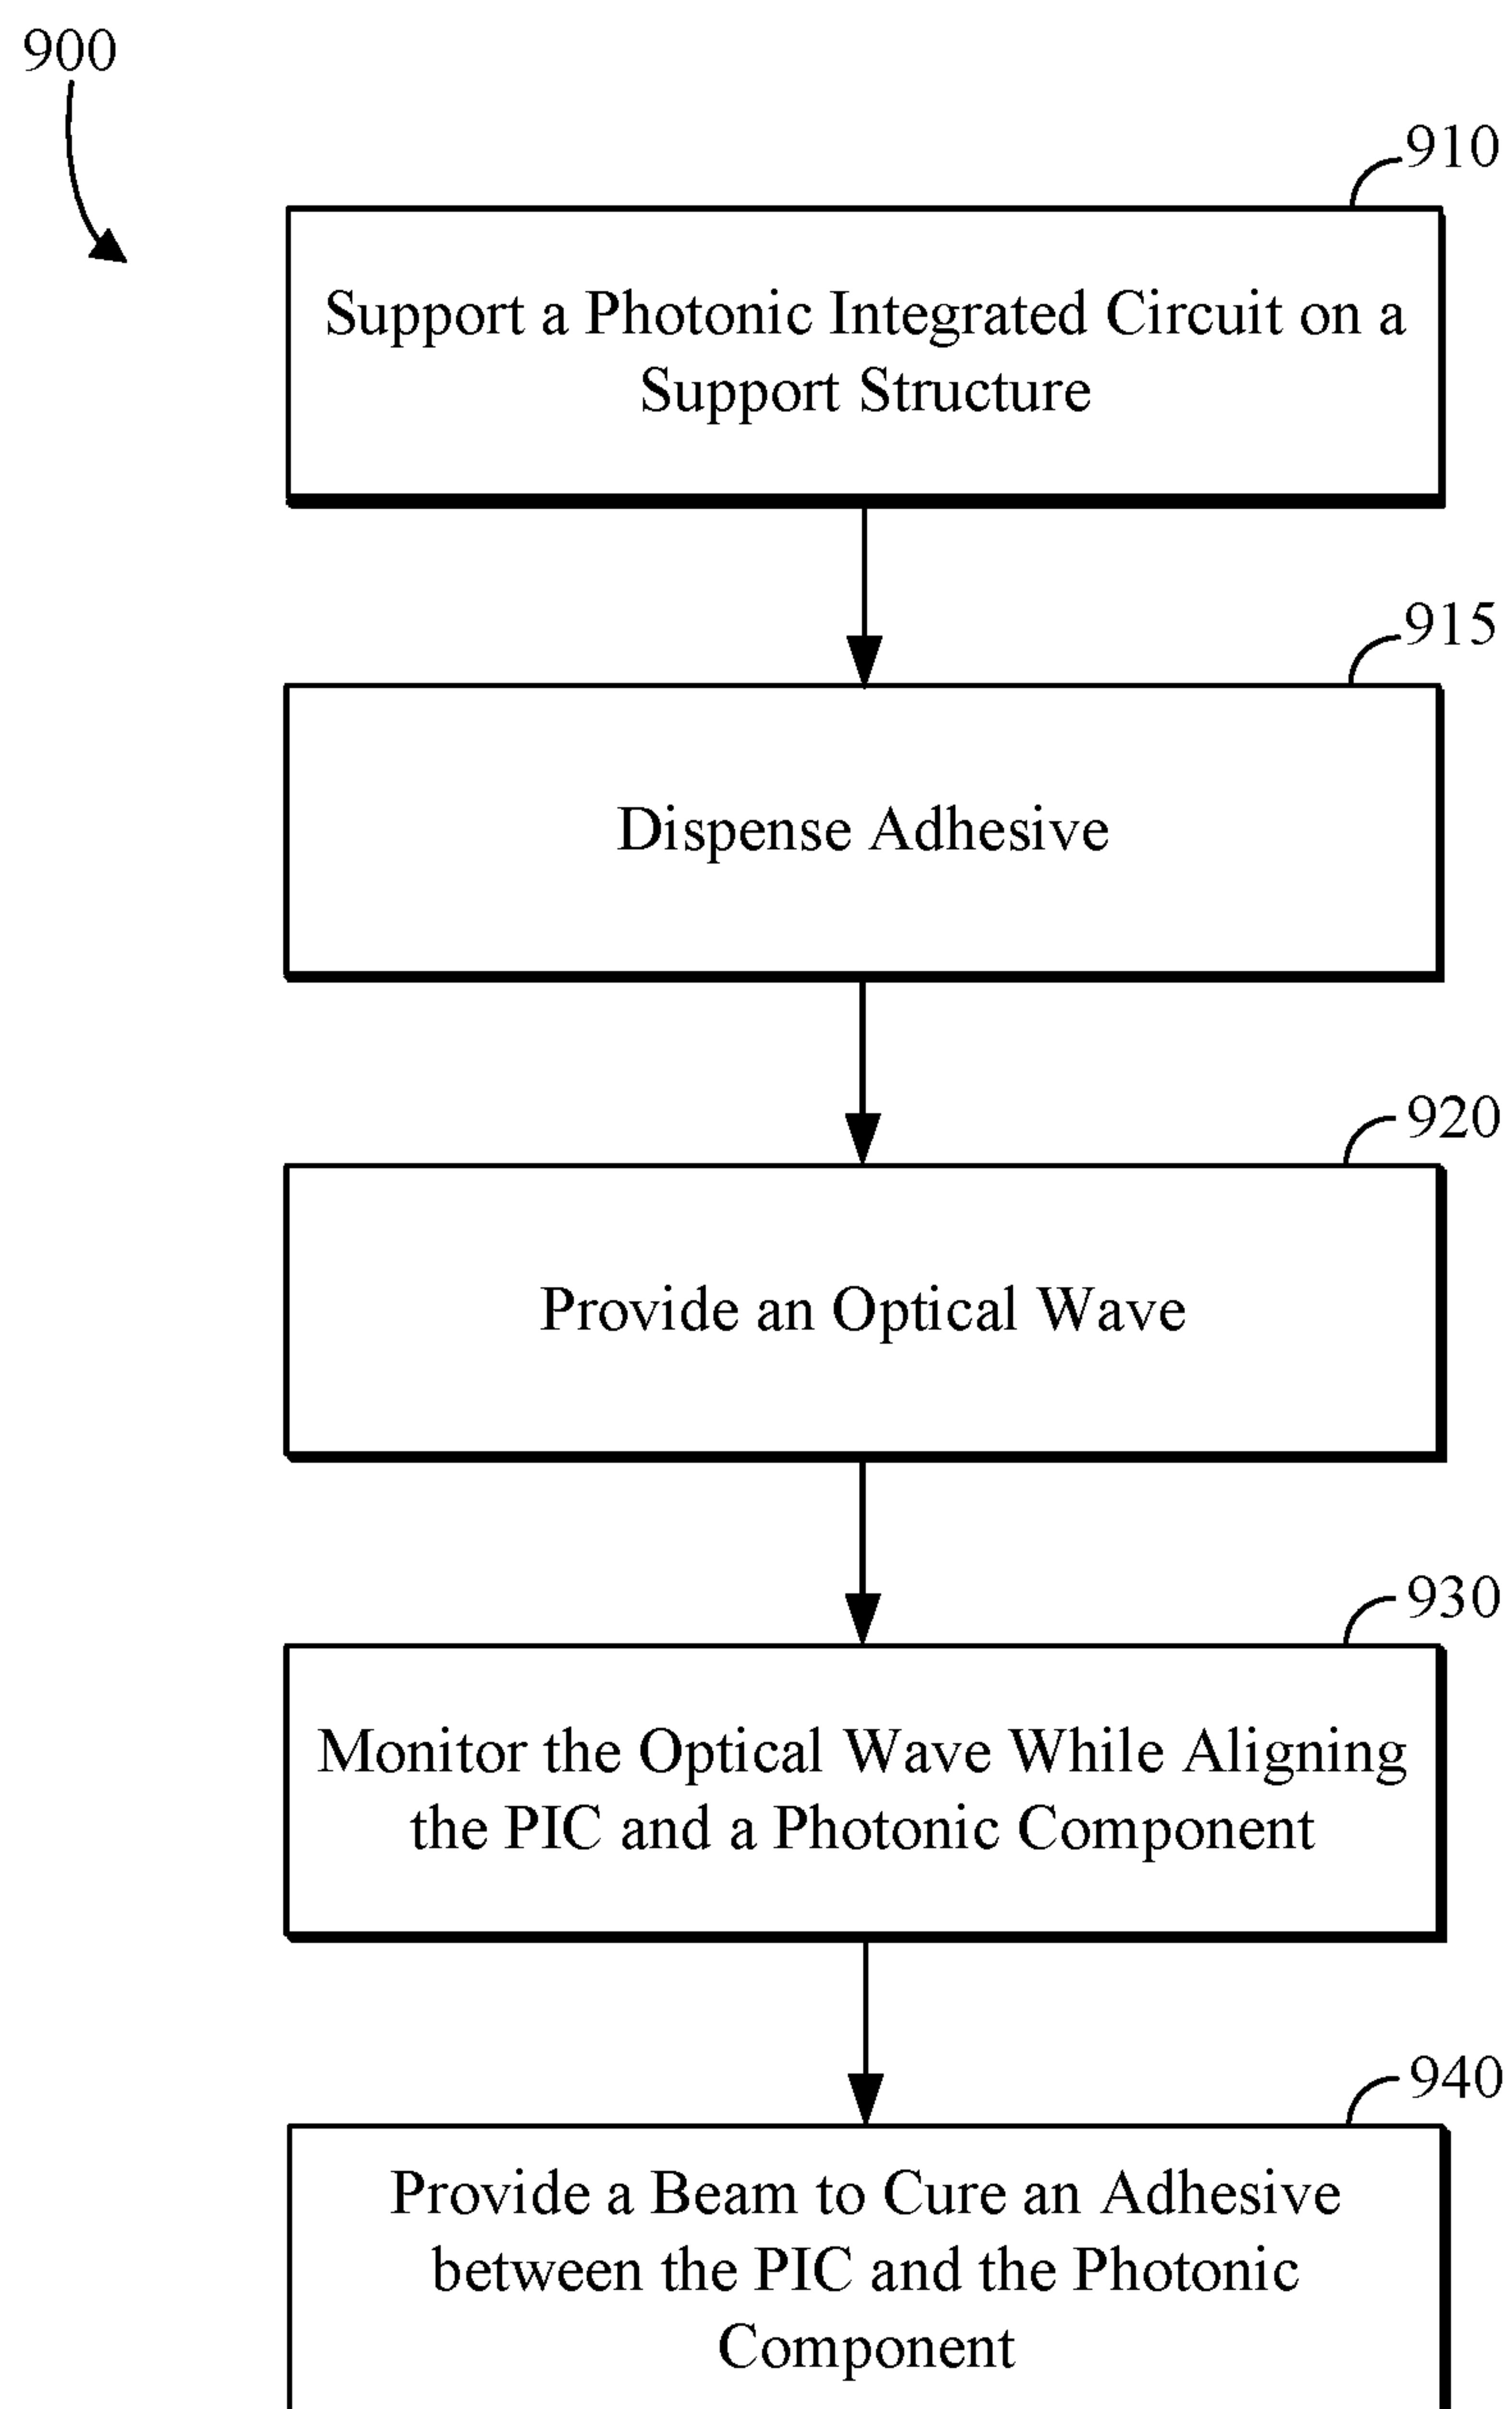 900
910
Support a Photonic Integrated Circuit on a
Support Structure
915
Dispense Adhesive
920
Provide an Optical Wave
930
Monitor the Optical Wave While Aligning
the PIC and a Photonic Component
940
Provide a Beam to Cure an Adhesive
between the PIC and the Photonic
Component